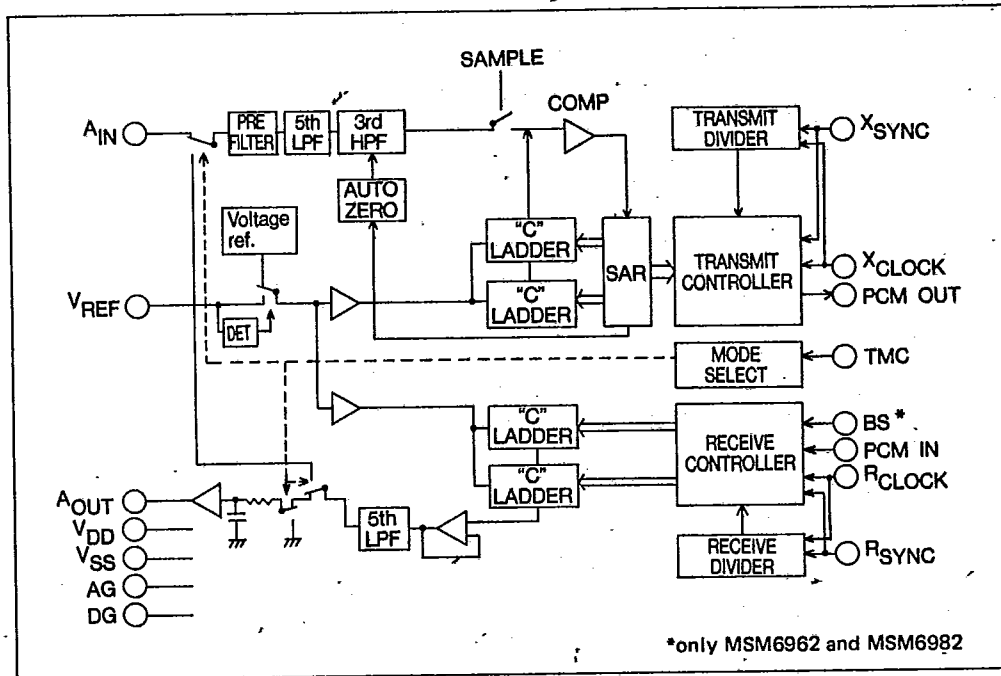 SAMPLE
COMP
A_IN
PRE
FILTER
5th
LPF
3rd
HPF
TRANSMIT
DIVIDER
X_SYNC
AUTO
ZERO
Voltage
ref.
"C"
LADDER
SAR
TRANSMIT
CONTROLLER
X_CLOCK
V_REF
"C"
LADDER
PCM OUT
DET
MODE
SELECT
TMC
"C"
LADDER
RECEIVE
CONTROLLER
BS*
PCM IN
"C"
LADDER
R_CLOCK
A_OUT
V_DD
5th
LPF
RECEIVE
DIVIDER
R_SYNC
V_SS
AG
DG
*only MSM6962 and MSM6982